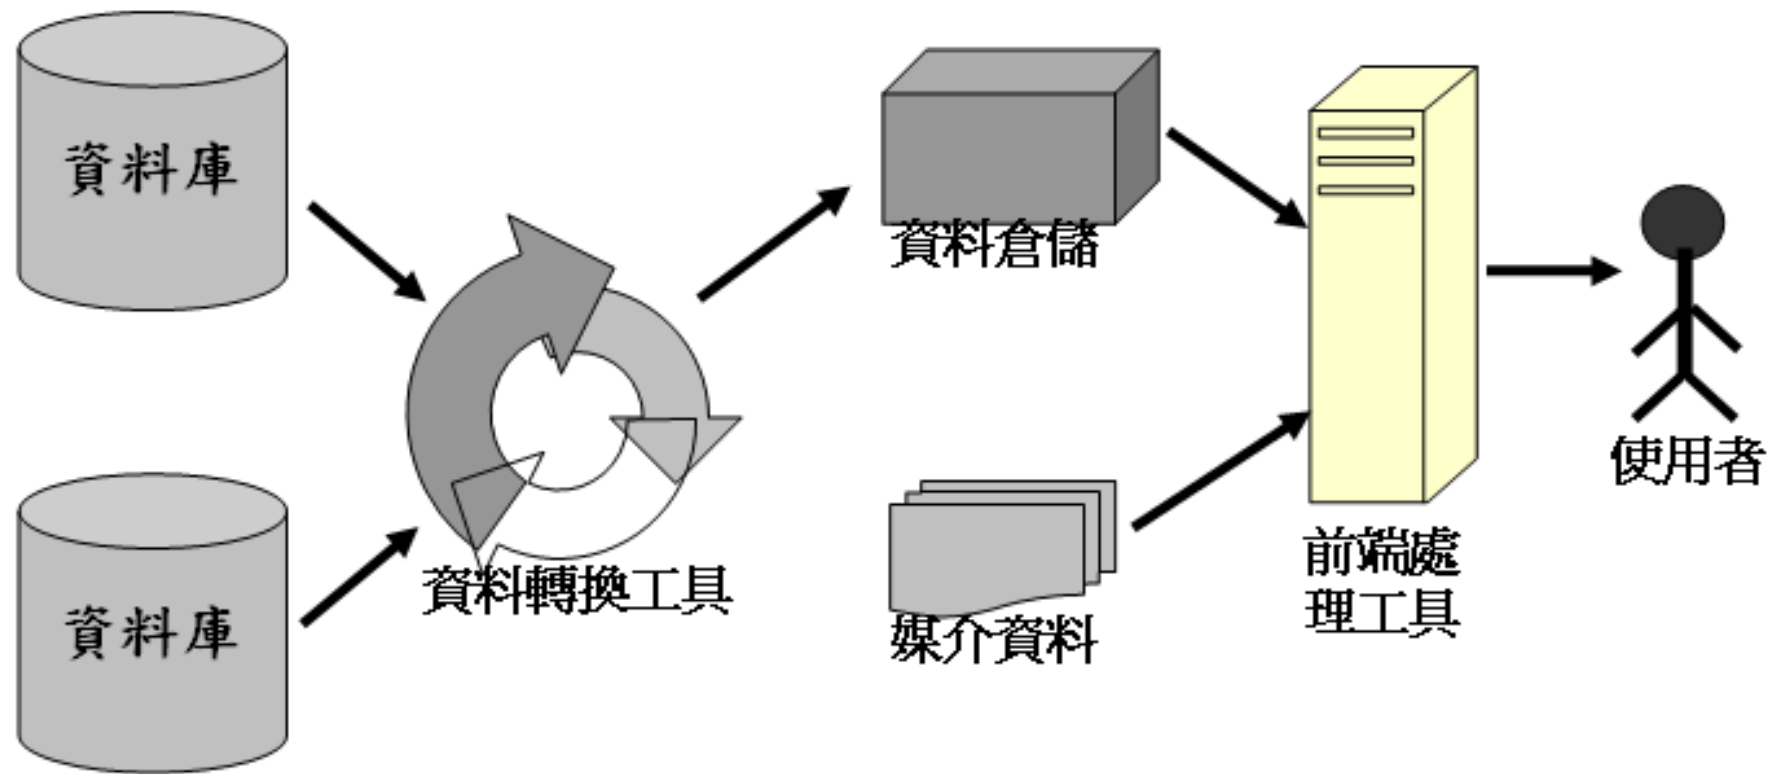 資料庫
資料庫
資料轉換工具
資料倉儲
媒介資料
前端處
理工具
使用者